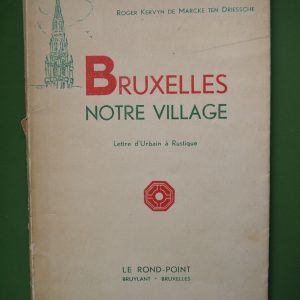 Roger Kervyn de Marcke ten Driessche
Bruxelles
NOTRE VILLAGE
Lettre d'Urbain à Rustique
LE ROND-POINT
BRUYLANT - BRUXELLES